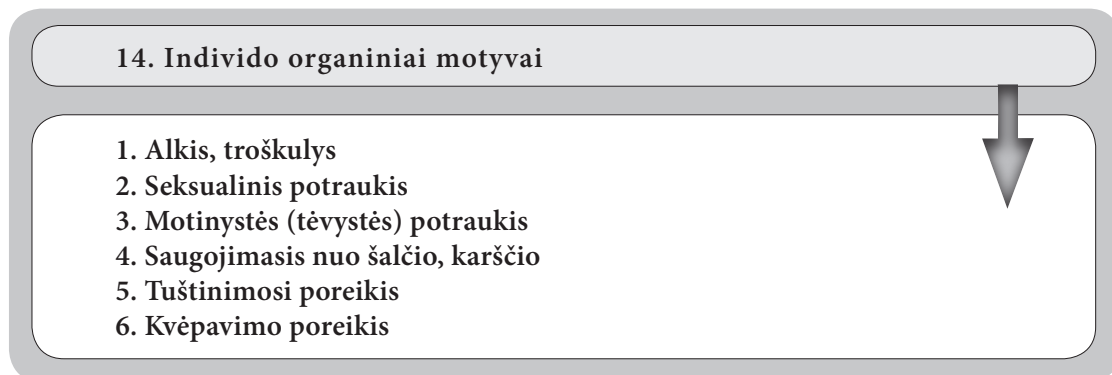 14. Individo organiniai motyvai
1. Alkis, troškulys
2. Seksualinis potraukis
3. Motinystės (tėvystės) potraukis
4. Saugojimasis nuo šalčio, karščio
5. Tuštinimosi poreikis
6. Kvėpavimo poreikis